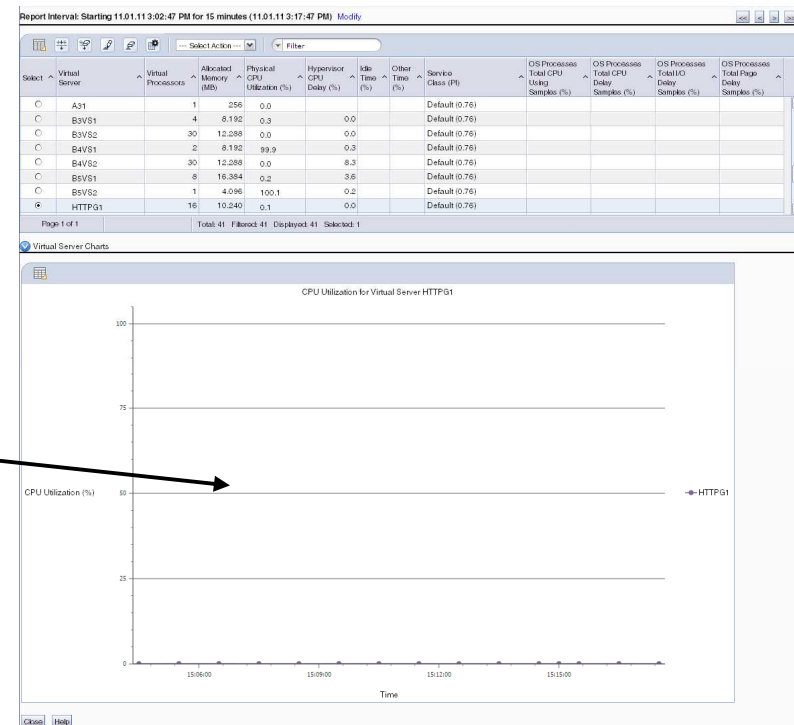 Report Interval: Starting 11.01.11 3:02:47 PM for 15 minutes (11.01.11 3:17:47 PM) Modify
<< < > >>
--- Select Action --- Filter
Select Virtual Server Virtual Processors Allocated Memory (MB) Physical CPU Utilization (%) Hypervisor CPU Delay (%) Idle Time (%) Other Time (%) Service Class (PI) OS Processes Total CPU Using Samples (%) OS Processes Total CPU Delay Samples (%) OS Processes Total I/O Delay Samples (%) OS Processes Total Page Delay Samples (%)
A31 1 256 0.0 Default (0.76)
B3VS1 4 8.192 0.3 0.0 Default (0.76)
B3VS2 30 12.288 0.0 0.0 Default (0.76)
B4VS1 2 8.192 99.9 0.3 Default (0.76)
B4VS2 30 12.288 0.0 8.3 Default (0.76)
B5VS1 8 16.384 0.2 3.6 Default (0.76)
B5VS2 1 4.096 100.1 0.2 Default (0.76)
HTTPG1 16 10.240 0.1 0.0 Default (0.76)
Page 1 of 1 Total: 41 Filtered: 41 Displayed: 41 Selected: 1
Virtual Server Charts
CPU Utilization for Virtual Server HTTPG1
100
75
CPU Utilization (%) 50 HTTPG1
25
0
15:06:00 15:09:00 15:12:00 15:15:00
Time
Close Help